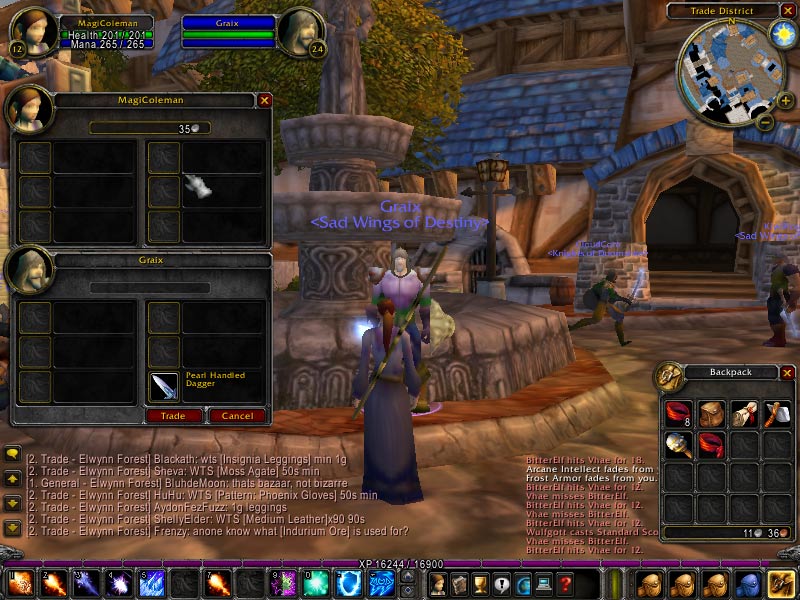 MagiColeman
Health 201 / 201
Mana 265 / 265
12
Graix
24
Trade District
N
MagiColeman
35
Graix
<Sad Wings of Destiny>
CloudCorn
<Knights of
<Sad
Graix
Pearl Handled
Dagger
Trade
Cancel
Backpack
8
11 36
[2. Trade - Elwynn Forest] Blackath: wts [Insignia Leggings] min 1g
[2. Trade - Elwynn Forest] Sheva: WTS [Moss Agate] 50s min
[1. General - Elwynn Forest] BluhdeMoon: thats bazaar, not bizarre
[2. Trade - Elwynn Forest] HuHu: WTS [Pattern: Phoenix Gloves] 50s min
[2. Trade - Elwynn Forest] AydonFezFuzz: 1g leggings
[2. Trade - Elwynn Forest] ShellyElder: WTS [Medium Leather]x90 90s
[2. Trade - Elwynn Forest] Frenzy: anone know what [Indurium Ore] is used for?
BitterElf hits Vhae for 18.
Arcane Intellect fades from
Frost Armor fades from you.
BitterElf hits Vhae for 12.
Vhae misses BitterElf.
BitterElf hits Vhae for 12.
Vhae misses BitterElf.
Wulfgott casts Standard Sco
Vhae misses BitterElf.
BitterElf hits Vhae for 12.
XP 16244 / 16900